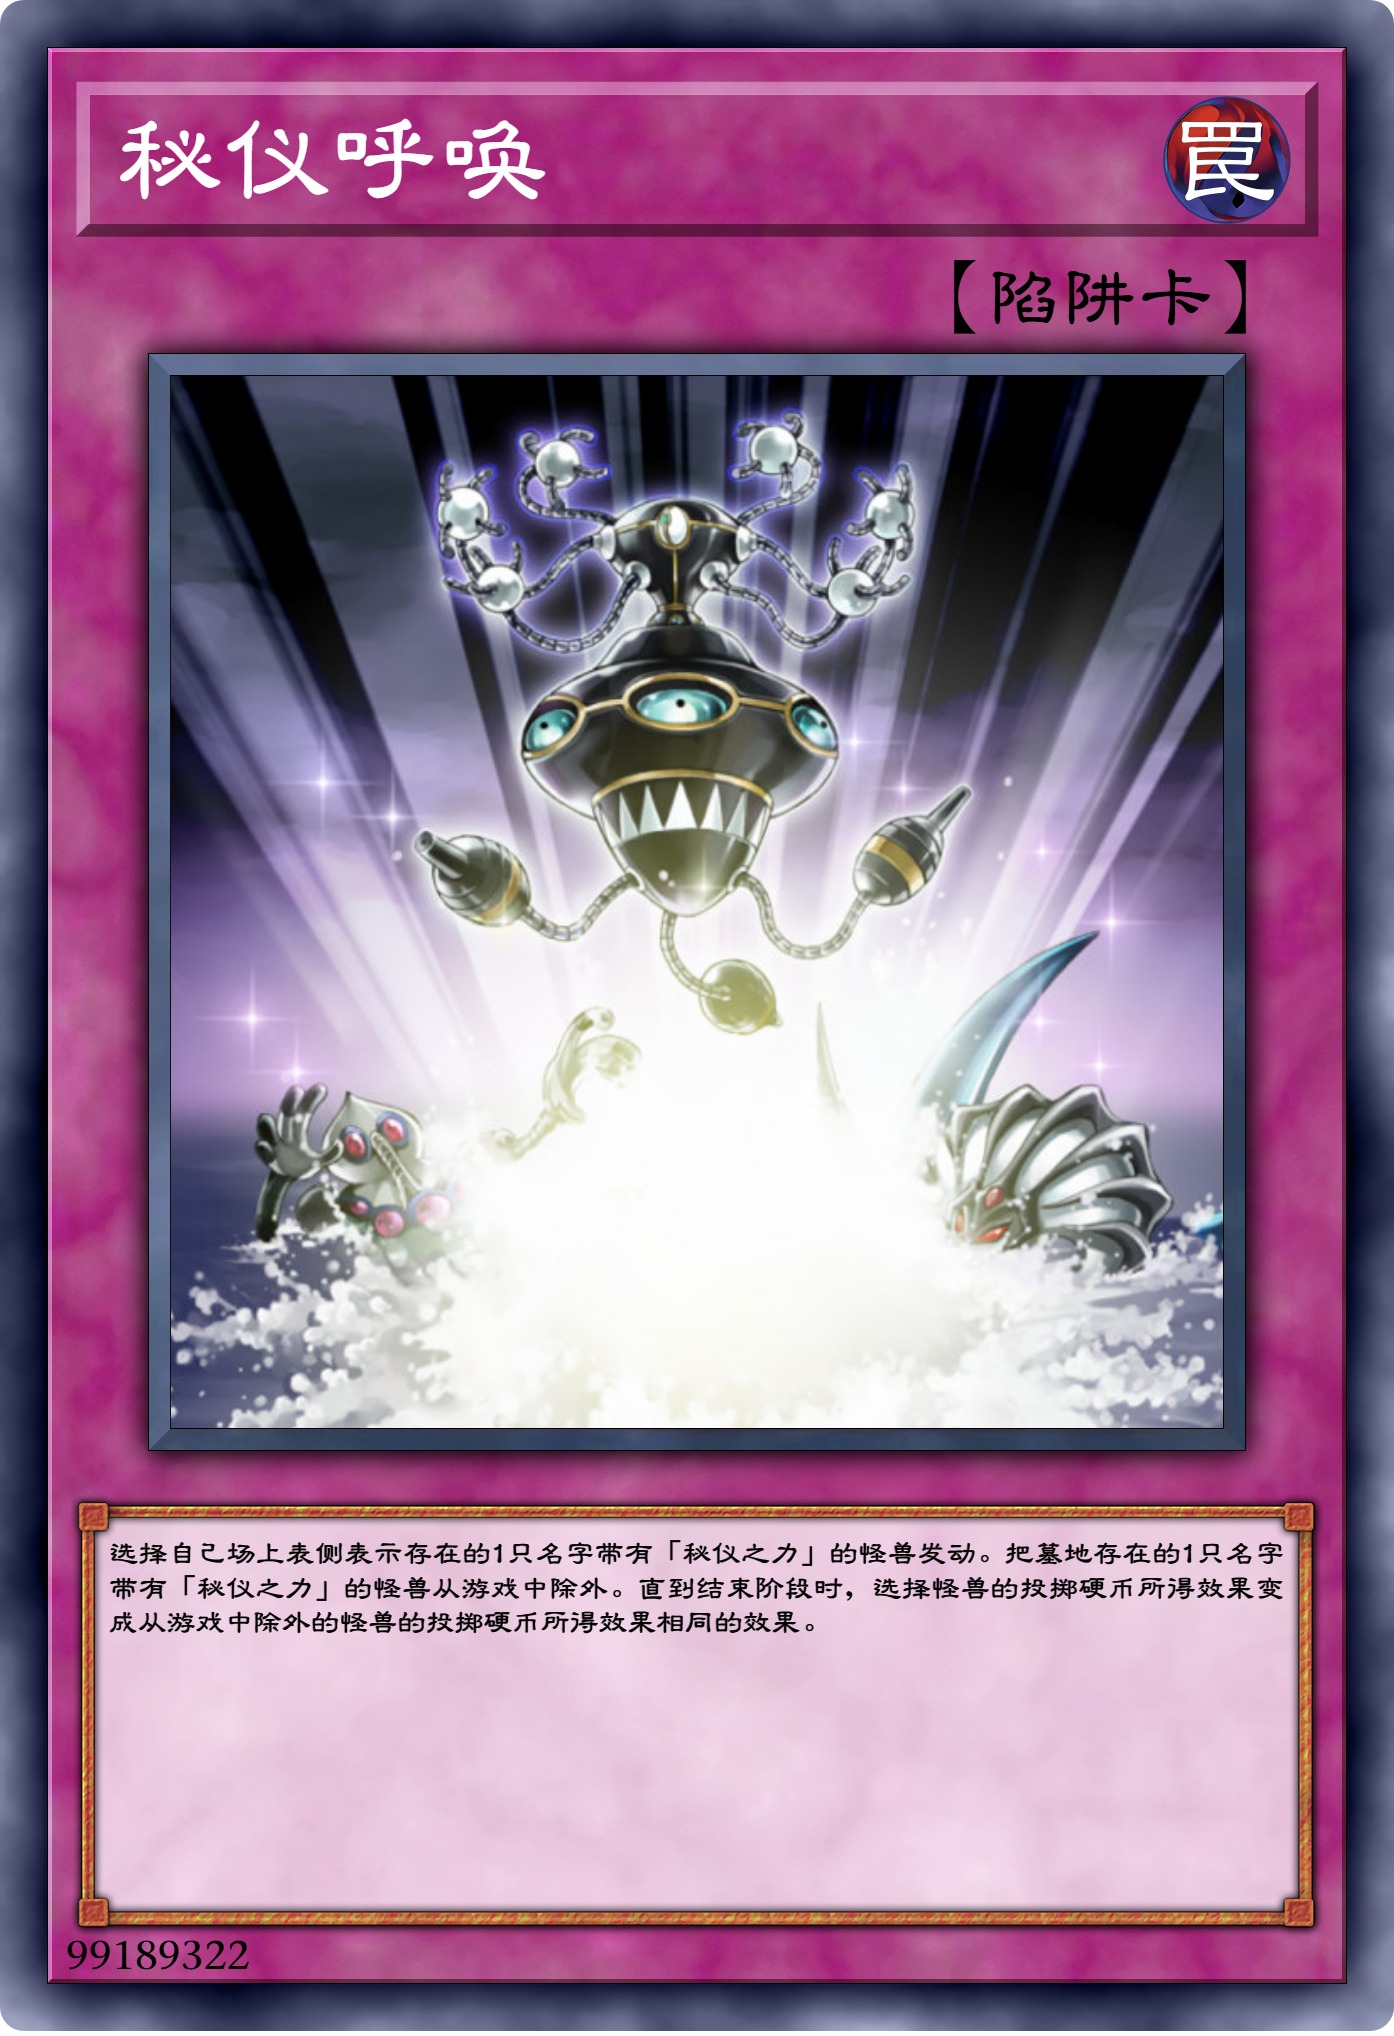 秘仪呼唤
罠
【陷阱卡】
选择自己场上表侧表示存在的1只名字带有「秘仪之力」的怪兽发动。把墓地存在的1只名字
带有「秘仪之力」的怪兽从游戏中除外。直到结束阶段时，选择怪兽的投掷硬币所得效果变
成从游戏中除外的怪兽的投掷硬币所得效果相同的效果。
99189322